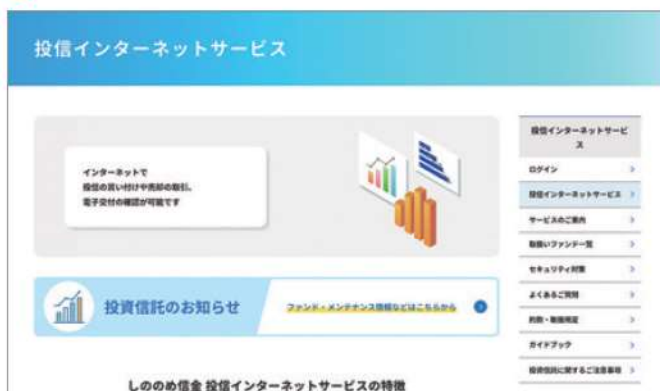 投信インターネットサービス
インターネットで
投信の買い付けや売却の取引、
電子交付の確認が可能です
投資信託のお知らせ
ファンド・メンテナンス情報などはこちらから
しののめ信金 投信インターネットサービスの特徴
投信インターネットサービ
ス
ログイン
投信インターネットサービス
サービスのご案内
取扱いファンド一覧
セキュリティ対策
よくあるご質問
約款・取扱規定
ガイドブック
投資信託に関するご注意事項